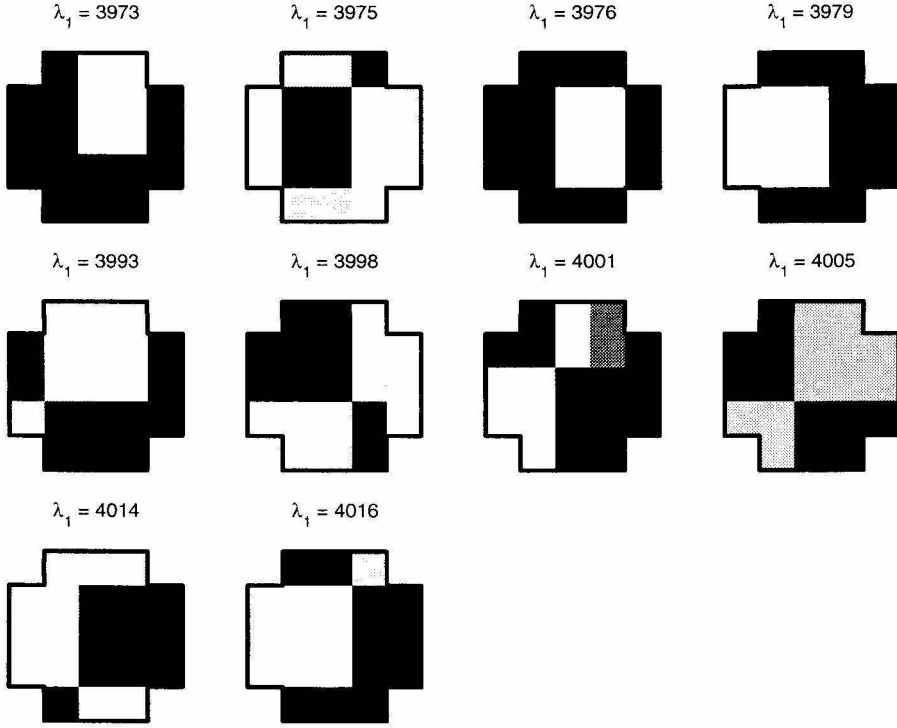 λ₁ = 3973
λ₁ = 3975
λ₁ = 3976
λ₁ = 3979
λ₁ = 3993
λ₁ = 3998
λ₁ = 4001
λ₁ = 4005
λ₁ = 4014
λ₁ = 4016